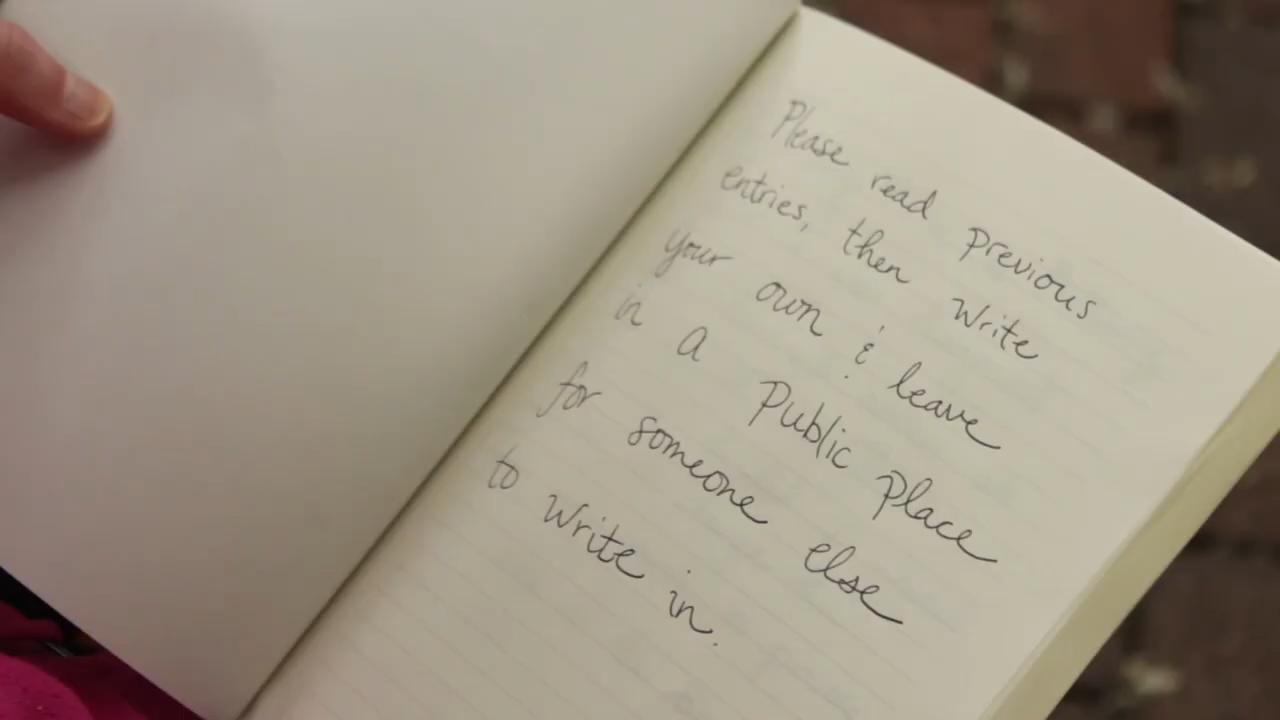 Please read previous
entries, then write
your own & leave
in a public place
for someone else
to write in.